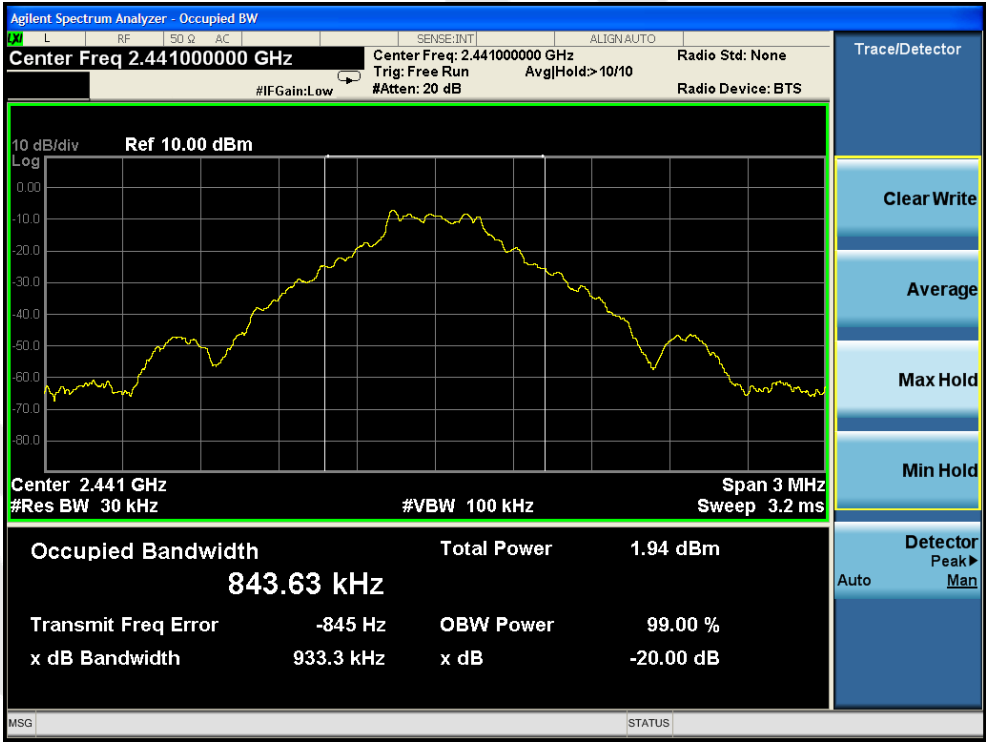 Agilent Spectrum Analyzer - Occupied BW
LXI L RF 50 Ω AC SENSE:INT ALIGN AUTO
Center Freq 2.441000000 GHz
Center Freq: 2.441000000 GHz
Radio Std: None
Trig: Free Run Avg|Hold:> 10/10
#IFGain:Low
#Atten: 20 dB
Radio Device: BTS
10 dB/div Ref 10.00 dBm
Log
0.00
-10.0
-20.0
-30.0
-40.0
-50.0
-60.0
-70.0
-80.0
Center 2.441 GHz Span 3 MHz
#Res BW 30 kHz #VBW 100 kHz Sweep 3.2 ms
Occupied Bandwidth Total Power 1.94 dBm
843.63 kHz
Transmit Freq Error -845 Hz OBW Power 99.00 %
x dB Bandwidth 933.3 kHz x dB -20.00 dB
MSG STATUS
Trace/Detector
Clear Write
Average
Max Hold
Min Hold
Detector
Peak▶
Auto Man